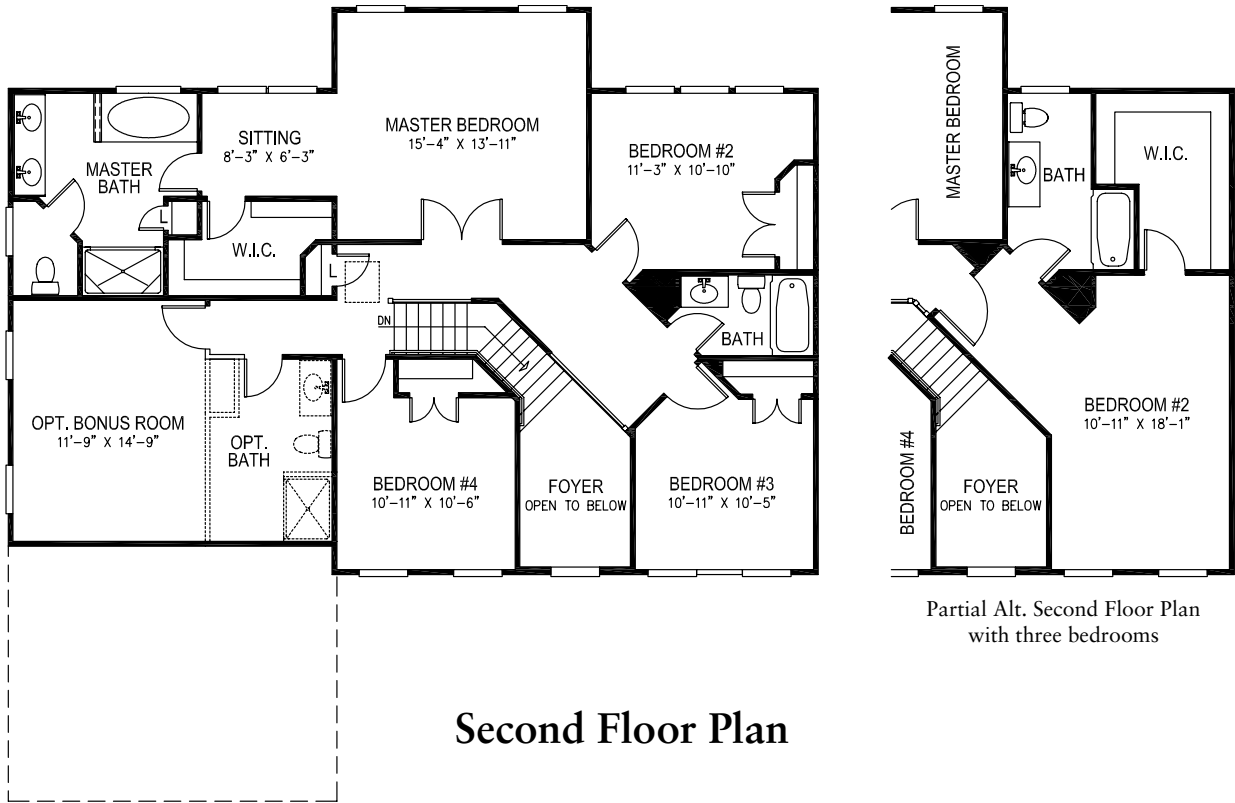 MASTER BEDROOM
15'-4" X 13'-11"
SITTING
8'-3" X 6'-3"
MASTER
BATH
L
W.I.C.
L
BEDROOM #2
11'-3" X 10'-10"
DN
BATH
OPT. BONUS ROOM
11'-9" X 14'-9"
OPT.
BATH
BEDROOM #4
10'-11" X 10'-6"
FOYER
OPEN TO BELOW
BEDROOM #3
10'-11" X 10'-5"
MASTER BEDROOM
BATH
W.I.C.
BEDROOM #2
10'-11" X 18'-1"
BEDROOM #4
FOYER
OPEN TO BELOW
Partial Alt. Second Floor Plan
with three bedrooms
Second Floor Plan